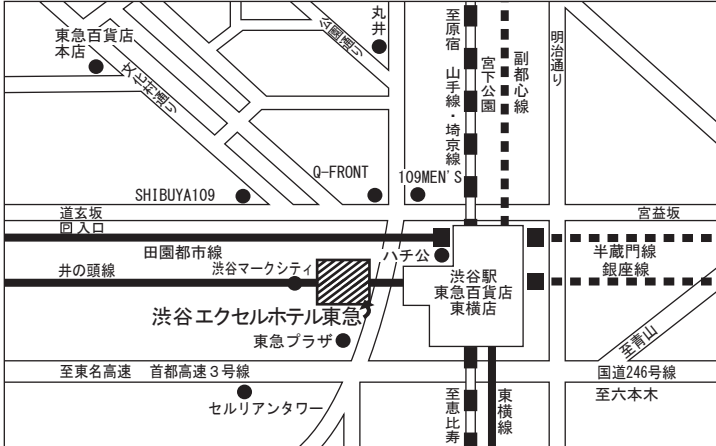 東急百貨店
本店
文化村通り
公園通り
丸井
至原宿
山手線・埼京線
宮下公園
副都心線
明治通り
Q-FRONT
109MEN'S
SHIBUYA109
道玄坂
回入口
宮益坂
田園都市線
ハチ公
半蔵門線
銀座線
井の頭線
渋谷マークシティ
渋谷駅
東急百貨店
東横店
渋谷エクセルホテル東急
東急プラザ
至青山
至東名高速 首都高速3号線
国道246号線
セルリアンタワー
至恵比寿
東横線
至六本木